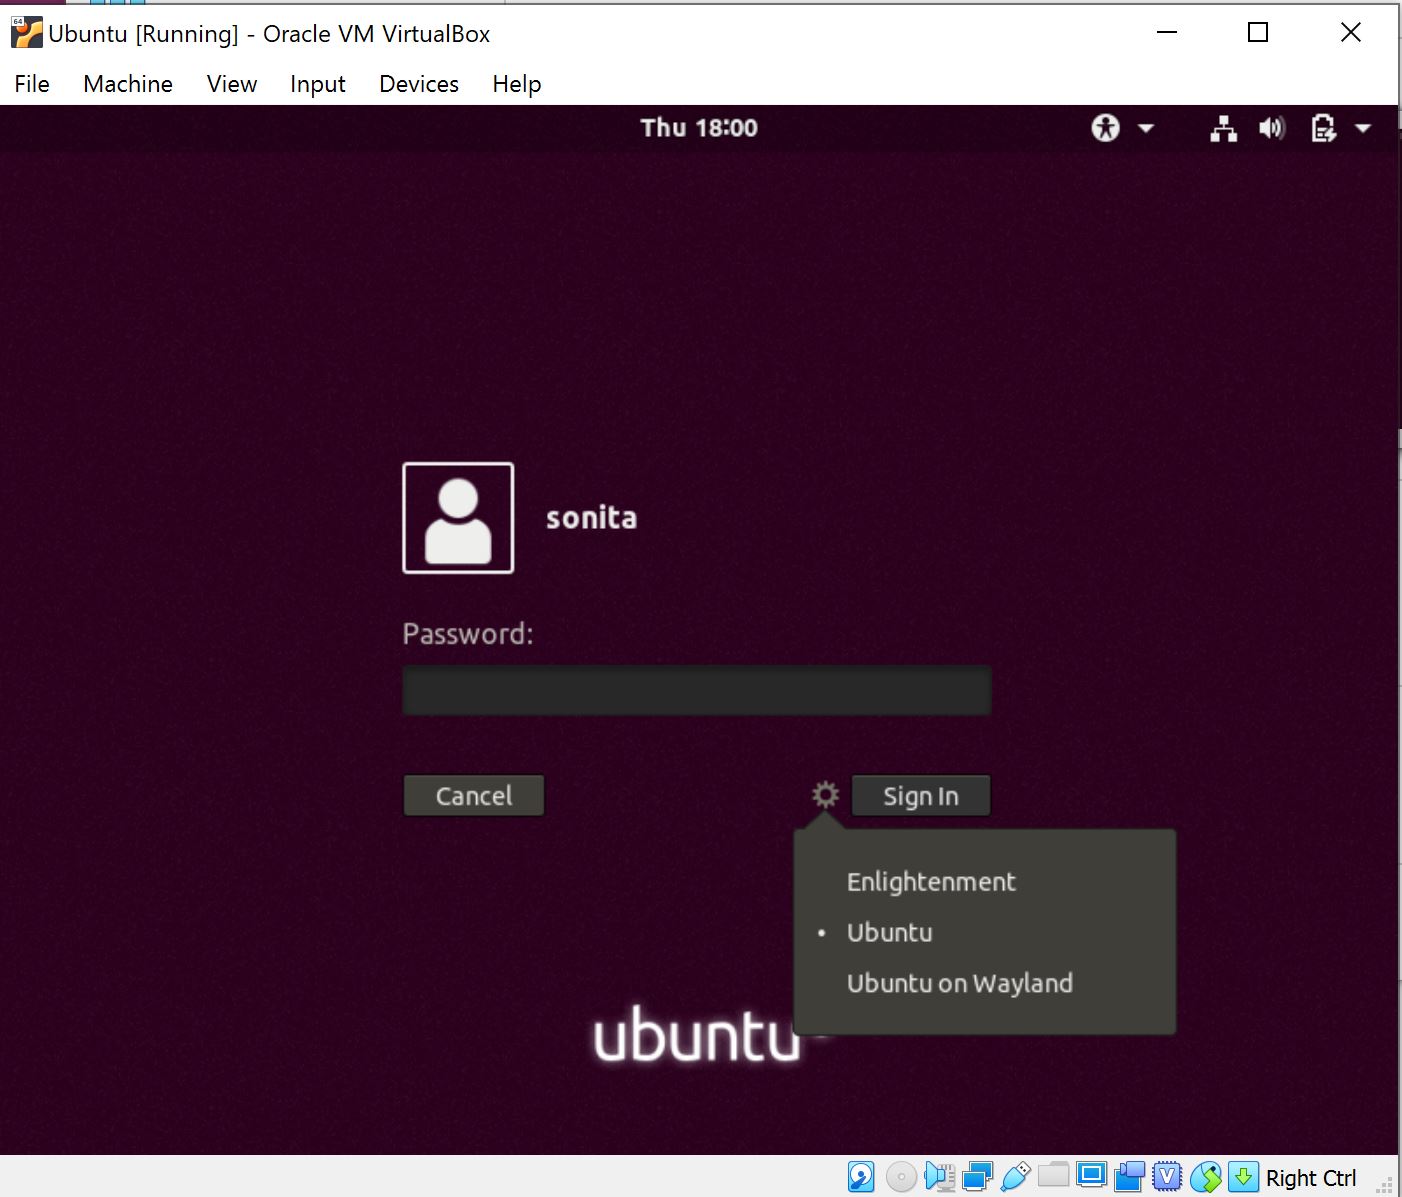 64
Ubuntu [Running] - Oracle VM VirtualBox
File Machine View Input Devices Help
Thu 18:00
sonita
Password:
Cancel
Sign In
Enlightenment
• Ubuntu
Ubuntu on Wayland
ubuntu
V
Right Ctrl